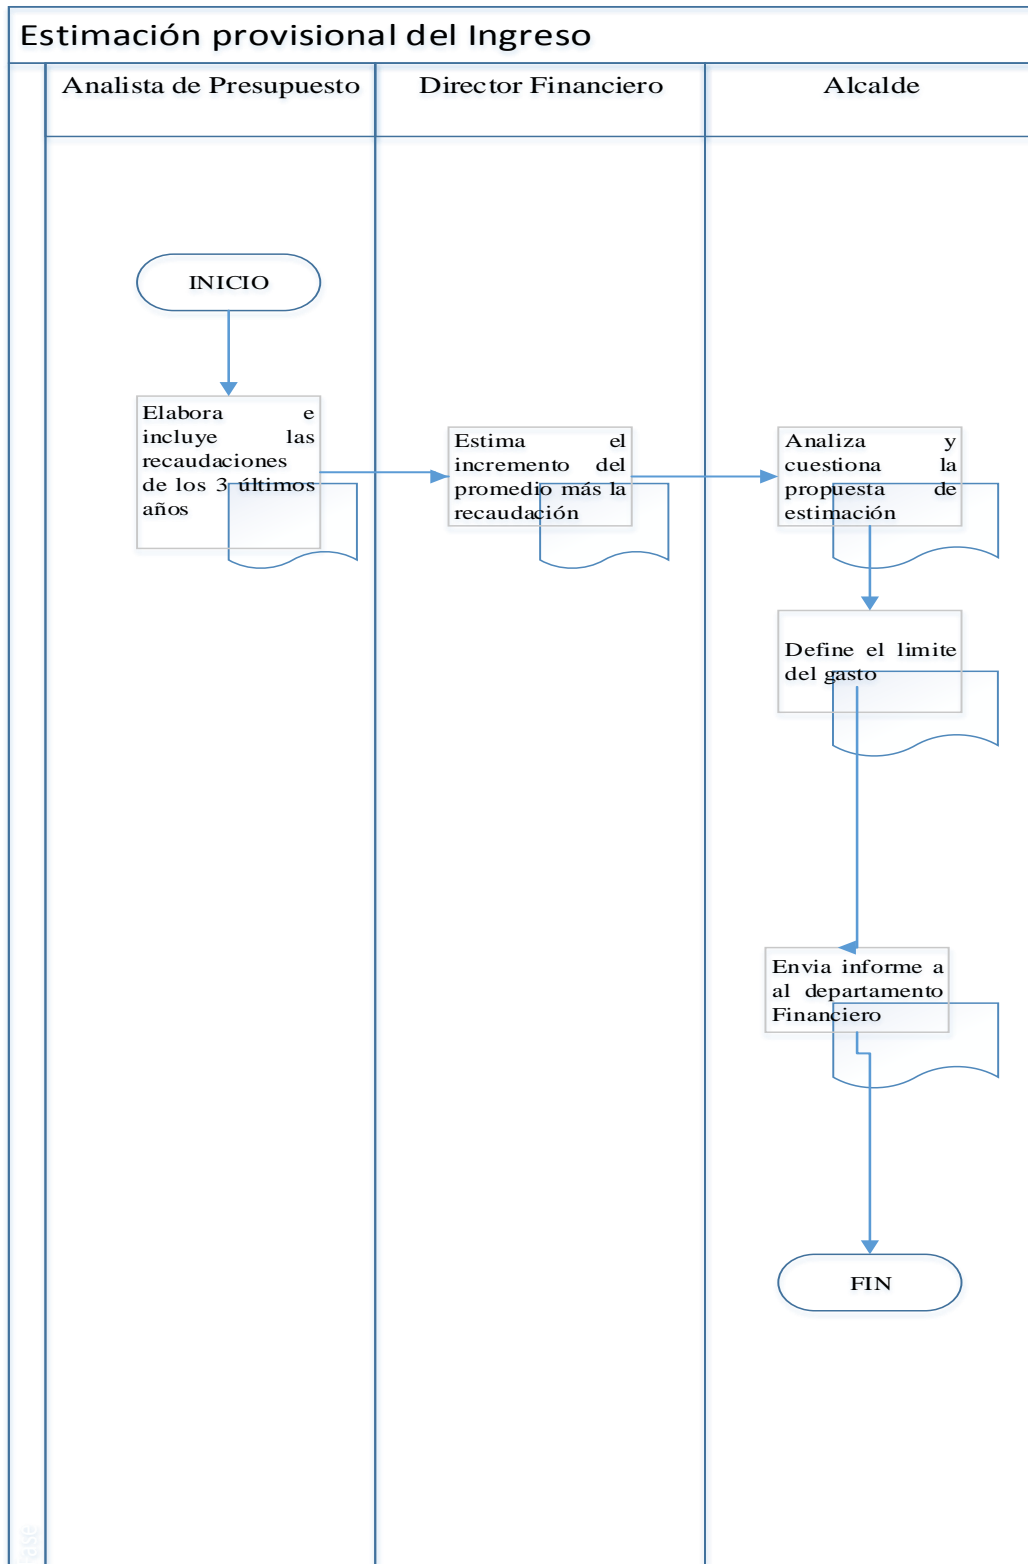 Estimación provisional del Ingreso
Analista de Presupuesto
Director Financiero
Alcalde
INICIO
Elabora e
incluye las
recaudaciones
de los 3 últimos
años
Estima el
incremento del
promedio más la
recaudación
Analiza y
cuestiona la
propuesta de
estimación
Define el limite
del gasto
Envia informe a
al departamento
Financiero
FIN
Fase